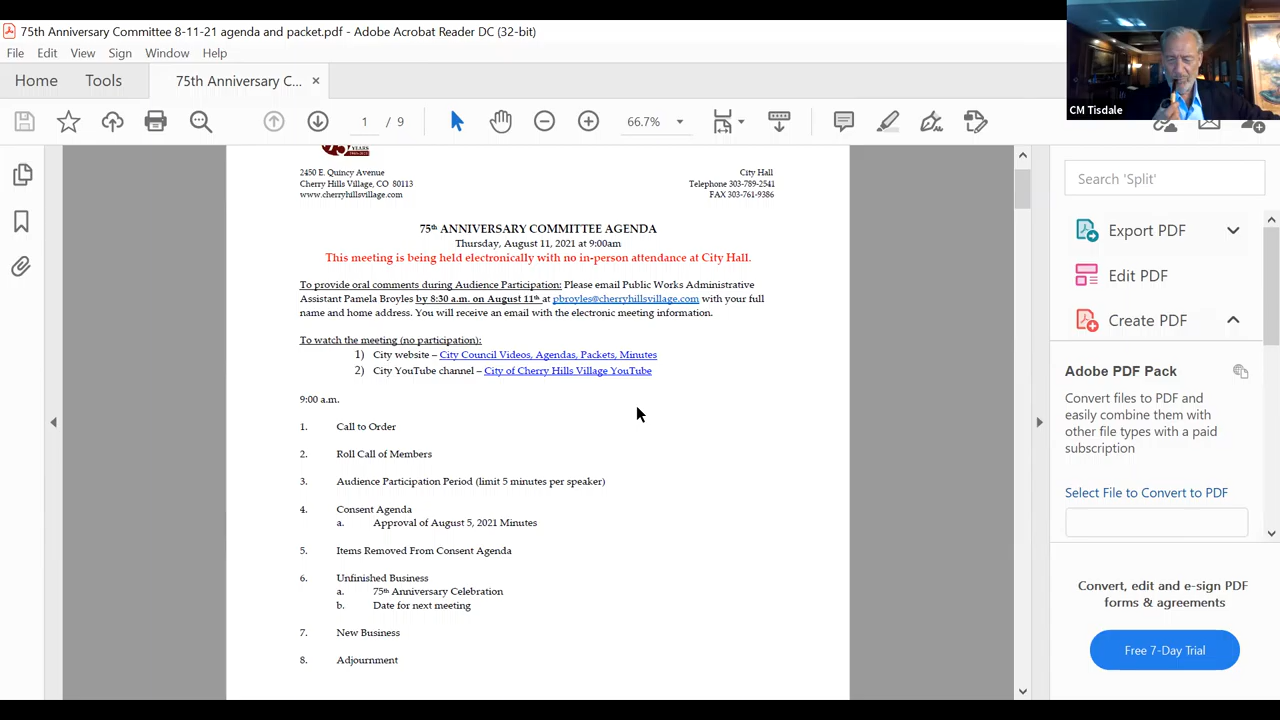 75th Anniversary Committee 8-11-21 agenda and packet.pdf - Adobe Acrobat Reader DC (32-bit)
File Edit View Sign Window Help
Home Tools 75th Anniversary C... ×
1 / 9 66.7%
CM Tisdale
YEARS
2450 E. Quincy Avenue City Hall
Cherry Hills Village, CO 80113 Telephone 303-789-2541
www.cherryhillsvillage.com FAX 303-761-9386
75th ANNIVERSARY COMMITTEE AGENDA
Thursday, August 11, 2021 at 9:00am
This meeting is being held electronically with no in-person attendance at City Hall.
To provide oral comments during Audience Participation: Please email Public Works Administrative
Assistant Pamela Broyles by 8:30 a.m. on August 11th at pbroyles@cherryhillsvillage.com with your full
name and home address. You will receive an email with the electronic meeting information.
To watch the meeting (no participation):
1) City website – City Council Videos, Agendas, Packets, Minutes
2) City YouTube channel – City of Cherry Hills Village YouTube
9:00 a.m.
1. Call to Order
2. Roll Call of Members
3. Audience Participation Period (limit 5 minutes per speaker)
4. Consent Agenda
a. Approval of August 5, 2021 Minutes
5. Items Removed From Consent Agenda
6. Unfinished Business
a. 75th Anniversary Celebration
b. Date for next meeting
7. New Business
8. Adjournment
Search 'Split'
Export PDF
Edit PDF
Create PDF
Adobe PDF Pack
Convert files to PDF and
easily combine them with
other file types with a paid
subscription
Select File to Convert to PDF
Convert, edit and e-sign PDF
forms & agreements
Free 7-Day Trial